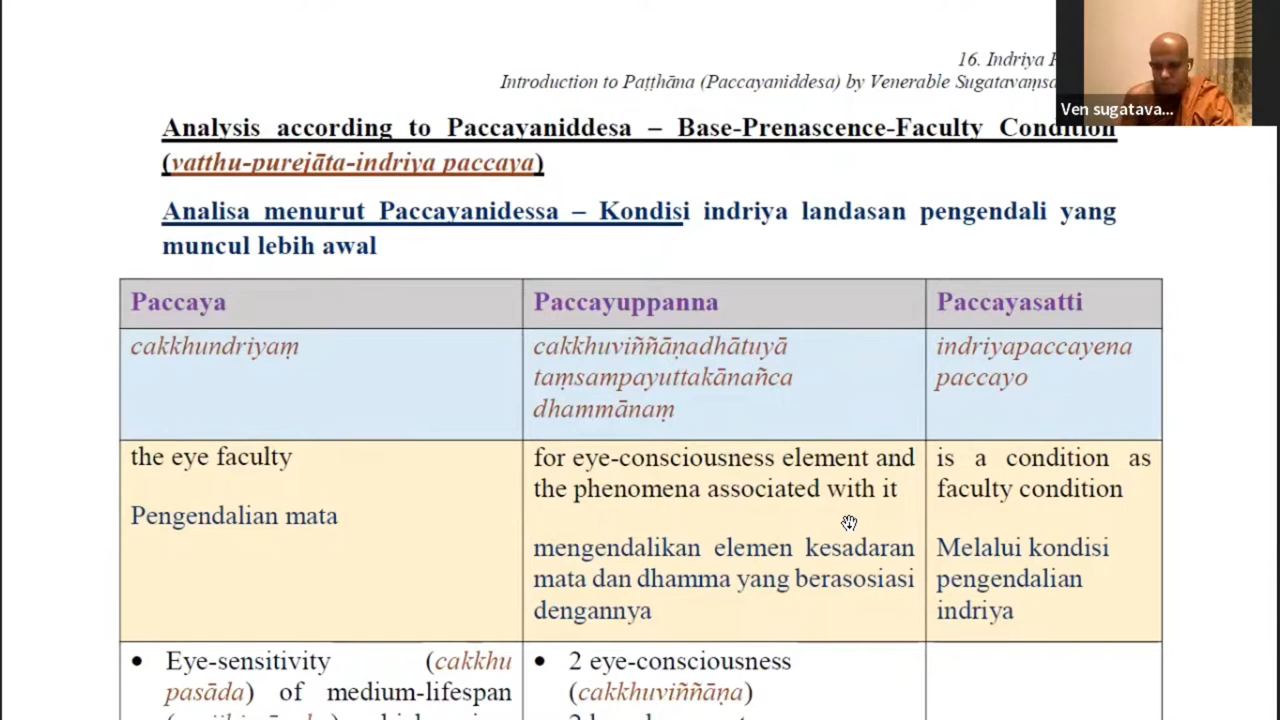 16. Indriya
Introduction to Paṭṭhāna (Paccayaniddesa) by Venerable
Ven sugatava...
Analysis according to Paccayaniddesa – Base-Prenascence-Faculty Condition
(vatthu-purejāta-indriya paccaya)
Analisa menurut Paccayanidessa – Kondisi indriya landasan pengendali yang
muncul lebih awal
Paccaya
Paccayuppanna
Paccayasatti
cakkhundriyaṃ
cakkhuviññāṇadhātuyā
taṃsampayuttakānañca
dhammānaṃ
indriyapaccayena
paccayo
the eye faculty
Pengendalian mata
for eye-consciousness element and
the phenomena associated with it
mengendalikan elemen kesadaran
mata dan dhamma yang berasosiasi
dengannya
is a condition as
faculty condition
Melalui kondisi
pengendalian
indriya
• Eye-sensitivity (cakkhu
pasāda) of medium-lifespan
• 2 eye-consciousness
(cakkhuviññāṇa)